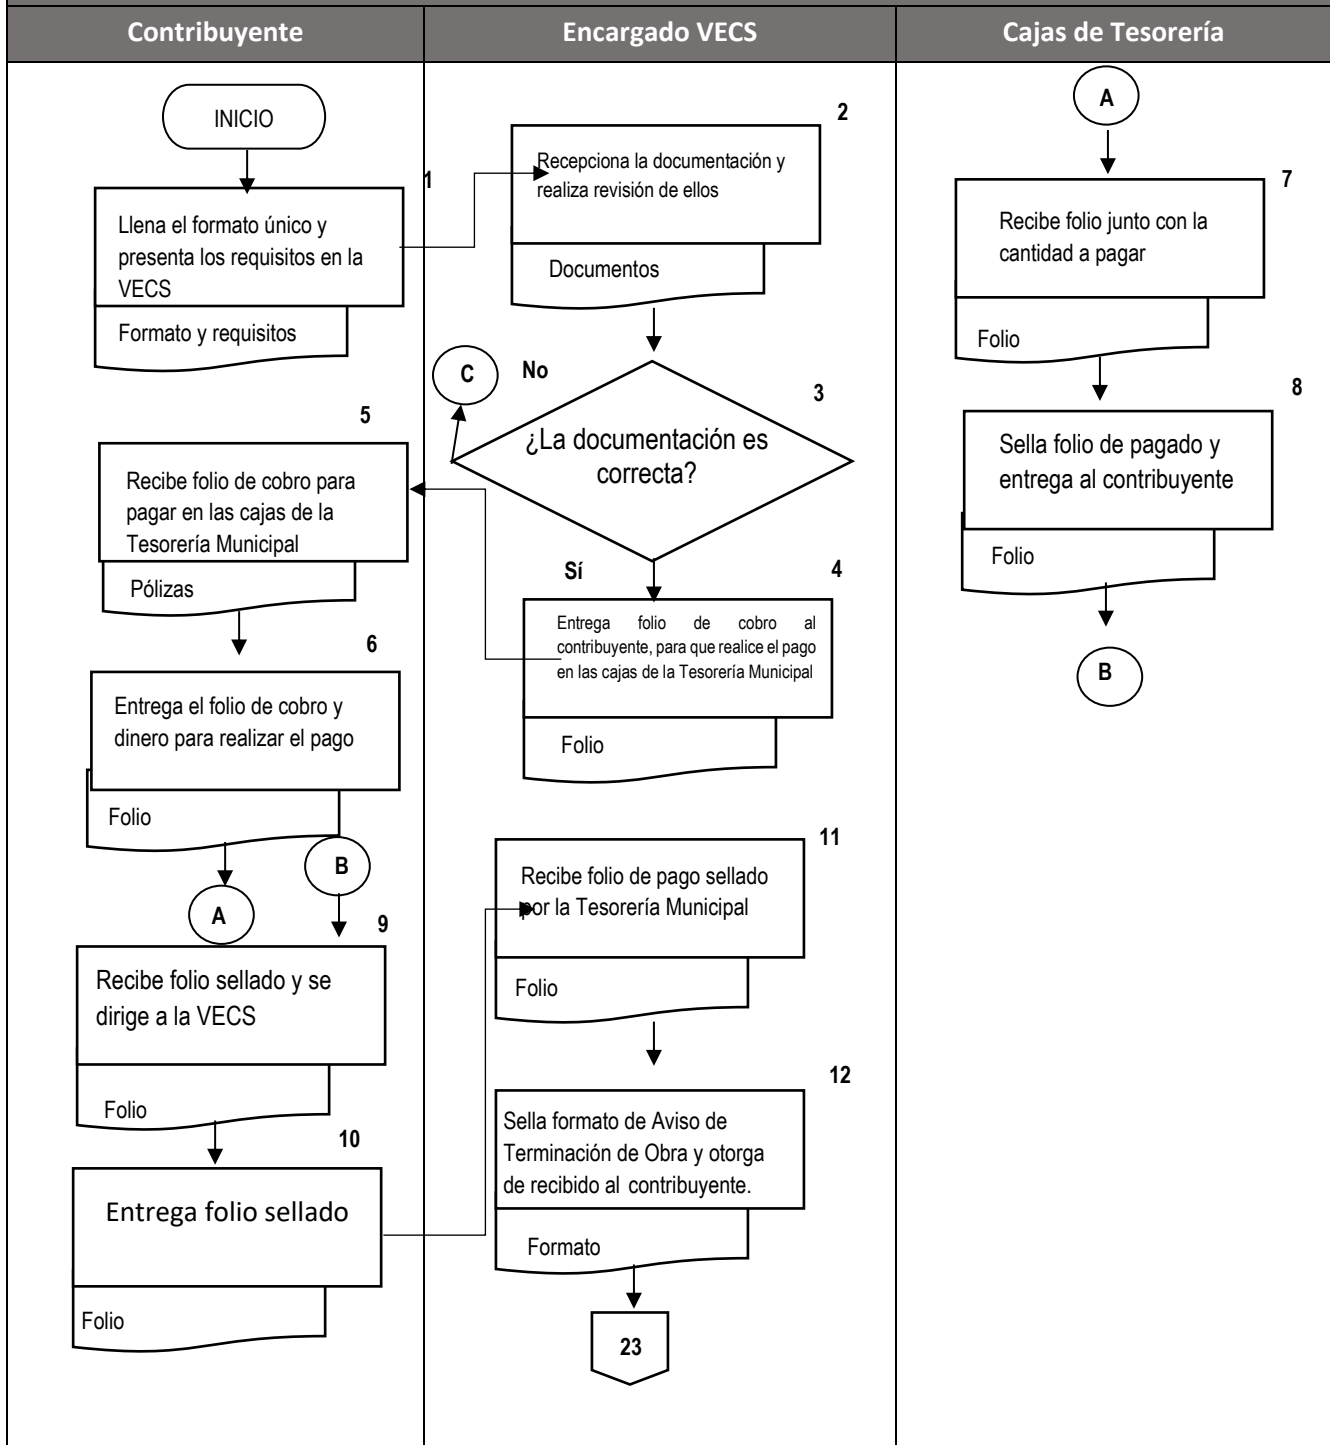 Contribuyente
Encargado VECS
Cajas de Tesorería
INICIO
1
Llena el formato único y
presenta los requisitos en la
VECS
Formato y requisitos
5
Recibe folio de cobro para
pagar en las cajas de la
Tesorería Municipal
Pólizas
6
Entrega el folio de cobro y
dinero para realizar el pago
Folio
B
A
9
Recibe folio sellado y se
dirige a la VECS
Folio
10
Entrega folio sellado
Folio
2
Recepciona la documentación y
realiza revisión de ellos
Documentos
C
No
3
¿La documentación es
correcta?
Sí
4
Entrega folio de cobro al
contribuyente, para que realice el pago
en las cajas de la Tesorería Municipal
Folio
11
Recibe folio de pago sellado
por la Tesorería Municipal
Folio
12
Sella formato de Aviso de
Terminación de Obra y otorga
de recibido al contribuyente.
Formato
23
A
7
Recibe folio junto con la
cantidad a pagar
Folio
8
Sella folio de pagado y
entrega al contribuyente
Folio
B